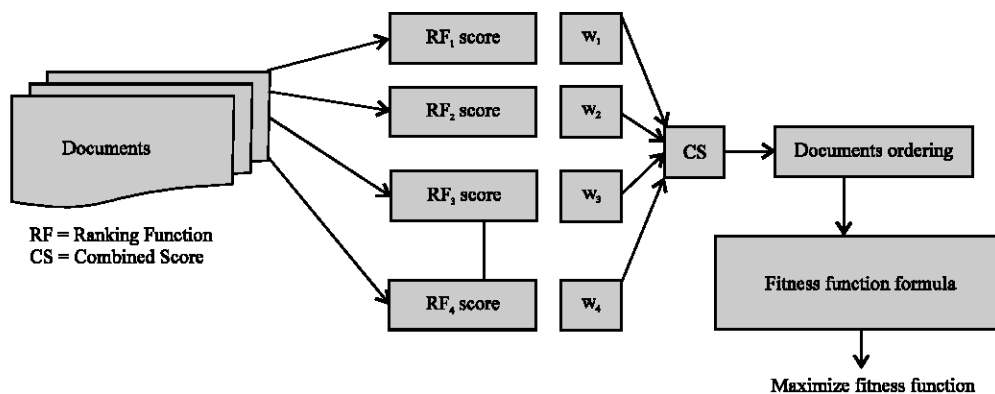 RF₁ score
w₁
RF₂ score
w₂
Documents
CS
Documents ordering
RF₃ score
w₃
RF = Ranking Function
CS = Combined Score
RF₄ score
w₄
Fitness function formula
Maximize fitness function